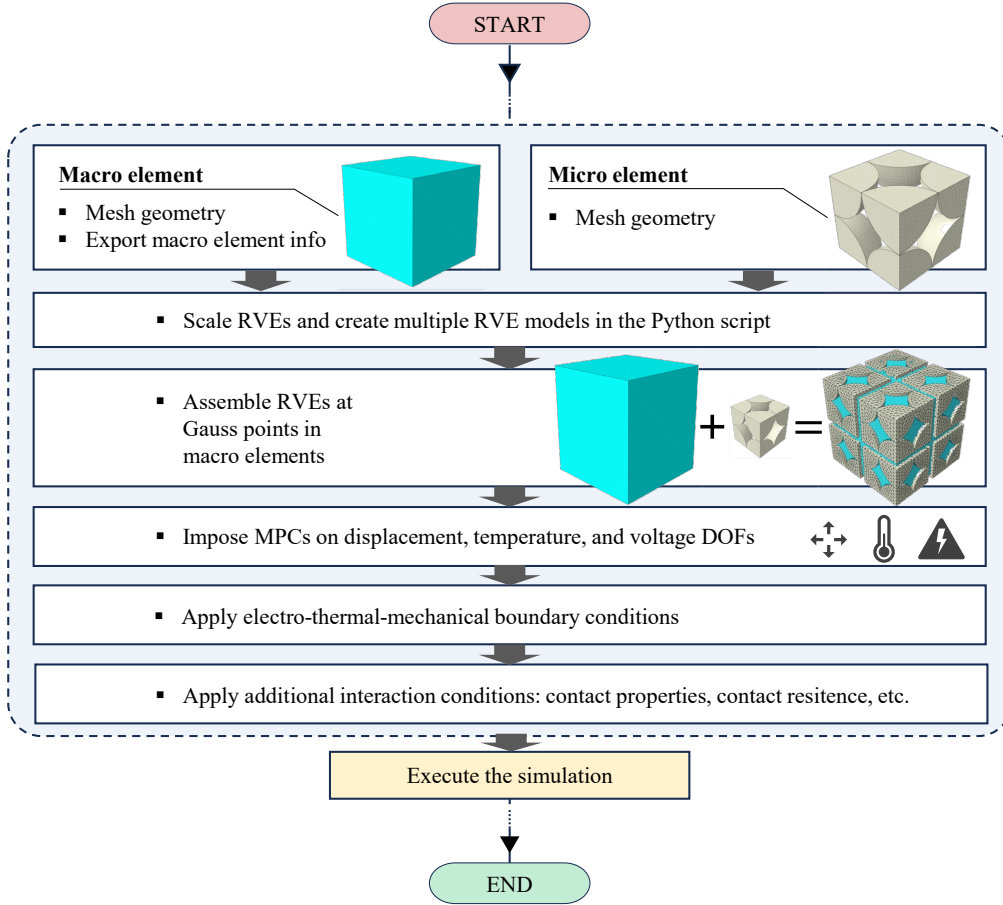 START
Macro element
▪ Mesh geometry
▪ Export macro element info
Micro element
▪ Mesh geometry
▪ Scale RVEs and create multiple RVE models in the Python script
▪ Assemble RVEs at
Gauss points in
macro elements
+
=
▪ Impose MPCs on displacement, temperature, and voltage DOFs
▪ Apply electro-thermal-mechanical boundary conditions
▪ Apply additional interaction conditions: contact properties, contact resitence, etc.
Execute the simulation
END